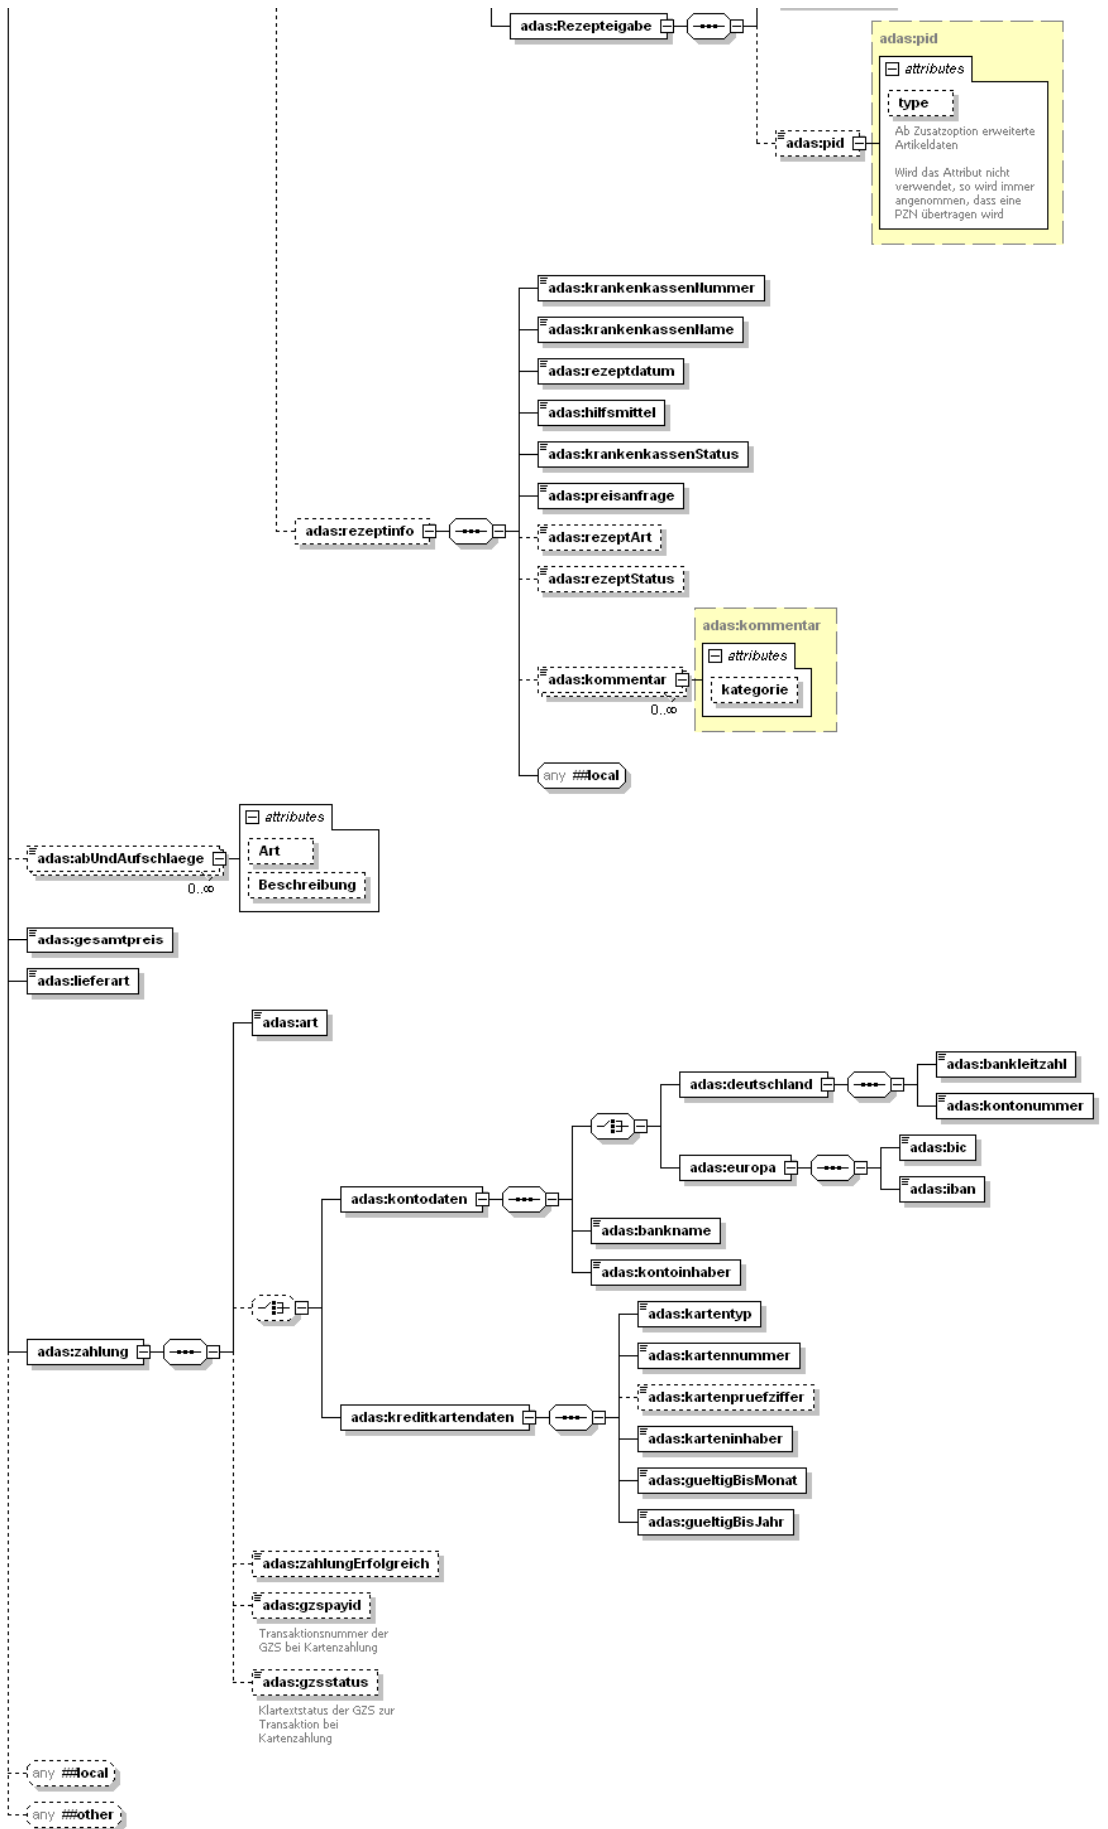 adas:Rezepteigabe
adas:pid
attributes
type
Ab Zusatzoption erweiterte
Artikeldaten
Wird das Attribut nicht
verwendet, so wird immer
angenommen, dass eine
PZN übertragen wird
adas:pid
adas:krankenkassenNummer
adas:krankenkassenName
adas:rezeptdatum
adas:hilfsmittel
adas:krankenkassenStatus
adas:preisanfrage
adas:rezeptinfo
adas:rezeptArt
adas:rezeptStatus
adas:kommentar
attributes
adas:kommentar
kategorie
0..∞
any ##local
attributes
Art
adas:abUndAufschlaege
Beschreibung
0..∞
adas:gesamtpreis
adas:lieferart
adas:art
adas:bankleitzahl
adas:deutschland
adas:kontonummer
adas:bic
adas:europa
adas:iban
adas:kontodaten
adas:bankname
adas:kontoinhaber
adas:kartentyp
adas:zahlung
adas:kartennummer
adas:kartenpruefziffer
adas:kreditkartendaten
adas:karteninhaber
adas:gueltigBisMonat
adas:gueltigBisJahr
adas:zahlungErfolgreich
adas:gzspayid
Transaktionsnummer der
GZS bei Kartenzahlung
adas:gzsstatus
Klartextstatus der GZS zur
Transaktion bei
Kartenzahlung
any ##local
any ##other